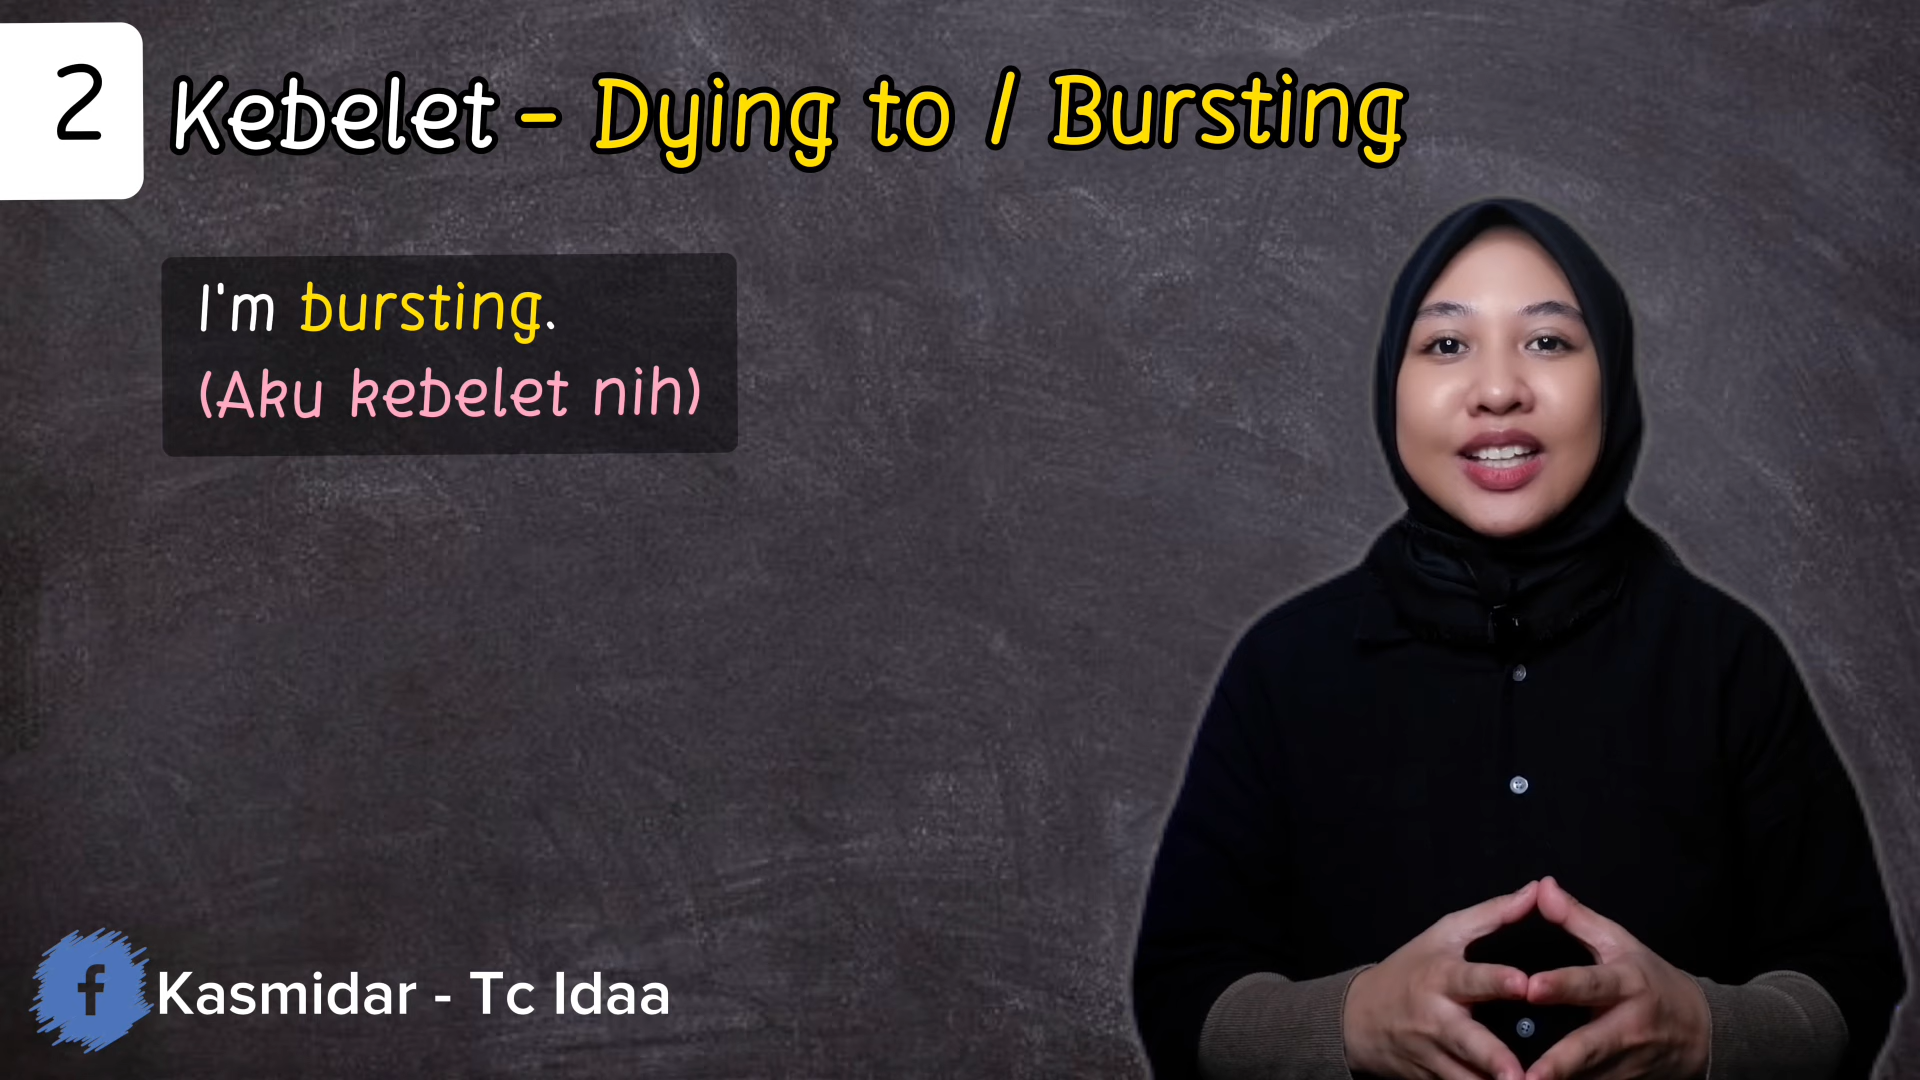 2
Kebelet - Dying to / Bursting
I'm bursting.
(Aku kebelet nih)
f Kasmidar - Tc Idaa